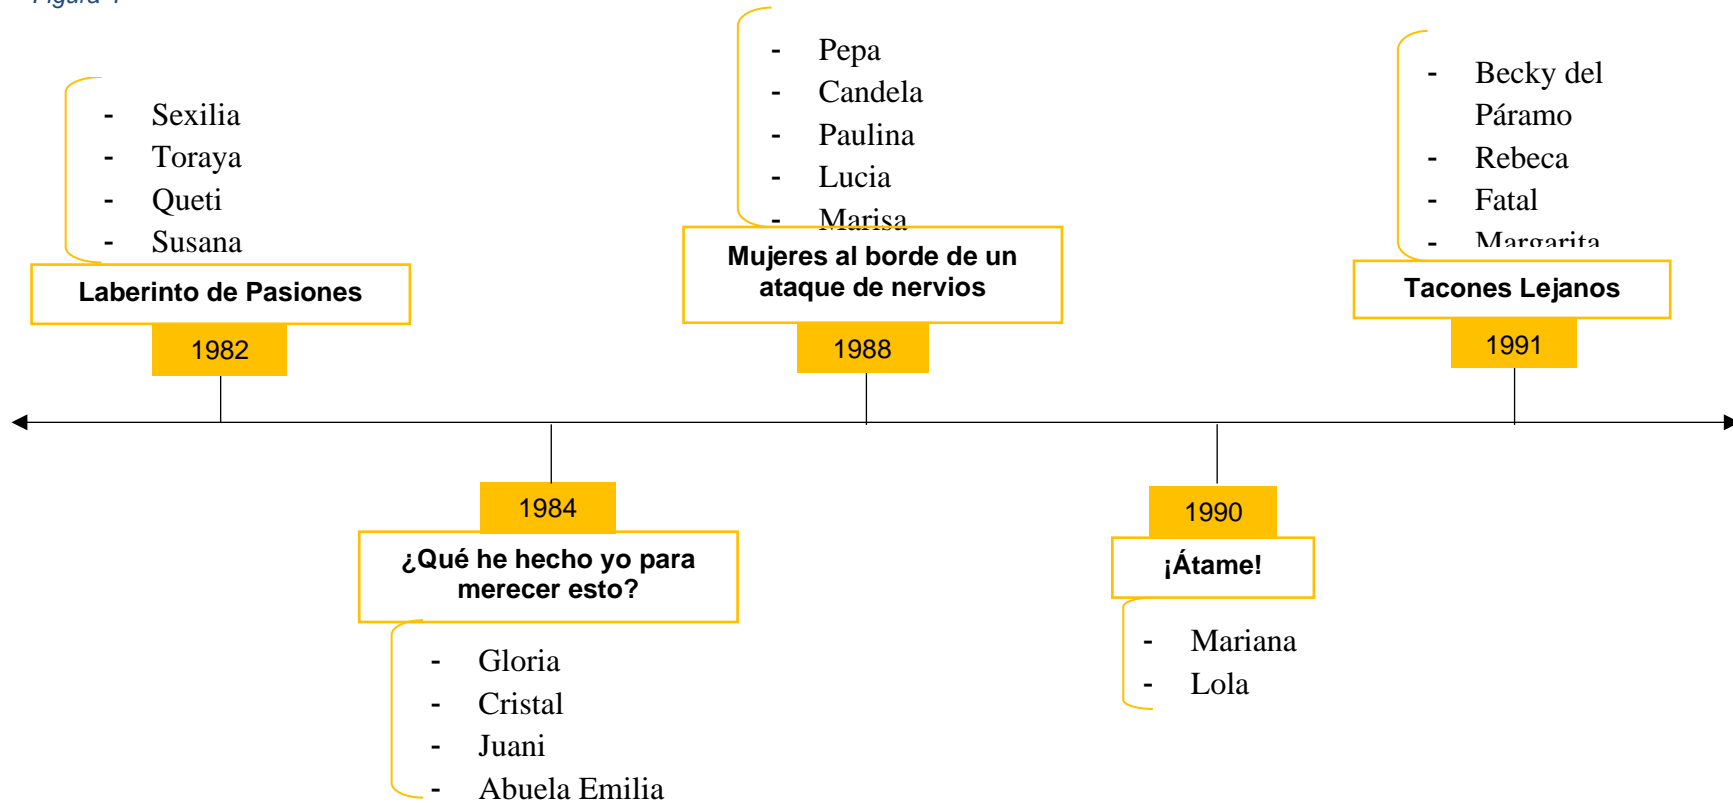 - Sexilia
- Toraya
- Queti
- Susana
Laberinto de Pasiones
1982
- Pepa
- Candela
- Paulina
- Lucia
- Marisa
Mujeres al borde de un
ataque de nervios
1988
- Becky del
Páramo
- Rebeca
- Fatal
- Margarita
Tacones Lejanos
1991
1984
¿Qué he hecho yo para
merecer esto?
- Gloria
- Cristal
- Juani
- Abuela Emilia
1990
¡Átame!
- Mariana
- Lola